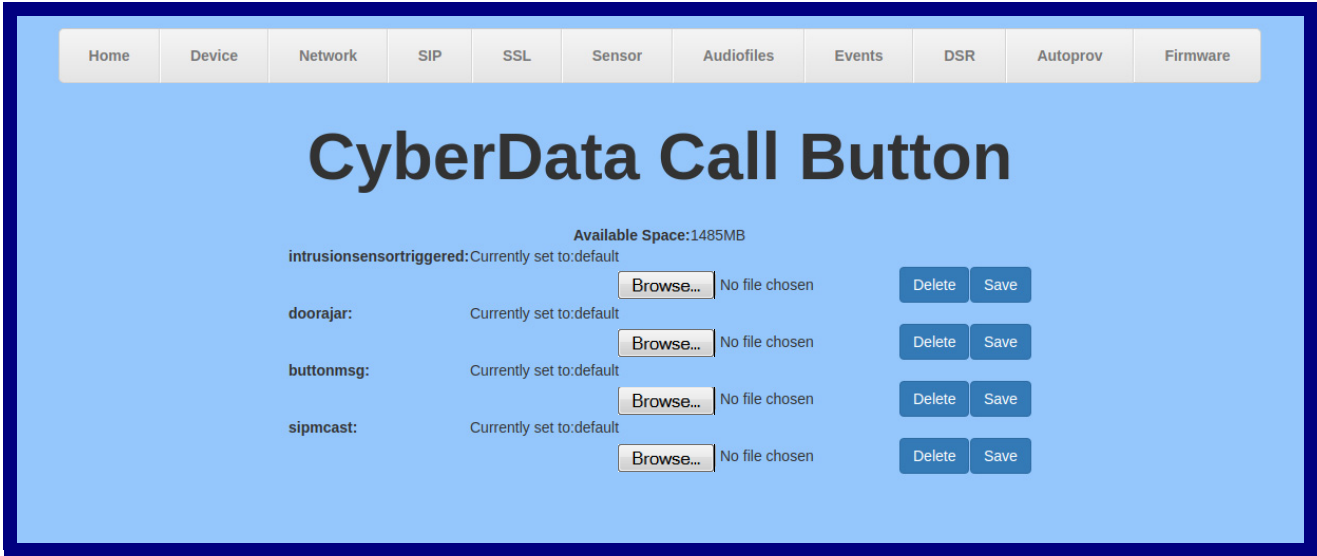 Home Device Network SIP SSL Sensor Audiofiles Events DSR Autoprov Firmware
CyberData Call Button
Available Space:1485MB
intrusionsensortriggered:Currently set to:default
Browse... No file chosen Delete Save
doorajar: Currently set to:default
Browse... No file chosen Delete Save
buttonmsg: Currently set to:default
Browse... No file chosen Delete Save
sipmcast: Currently set to:default
Browse... No file chosen Delete Save